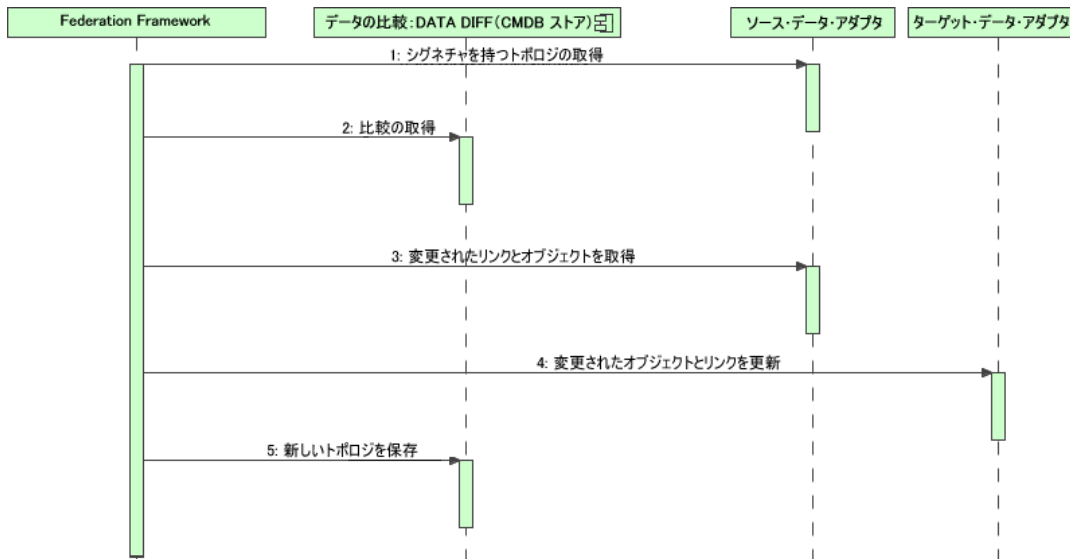 Federation Framework
データの比較:DATA DIFF(CMDB ストア)
ソース・データ・アダプタ
ターゲット・データ・アダプタ
1: シグネチャを持つトポロジの取得
2: 比較の取得
3: 変更されたリンクとオブジェクトを取得
4: 変更されたオブジェクトとリンクを更新
5: 新しいトポロジを保存